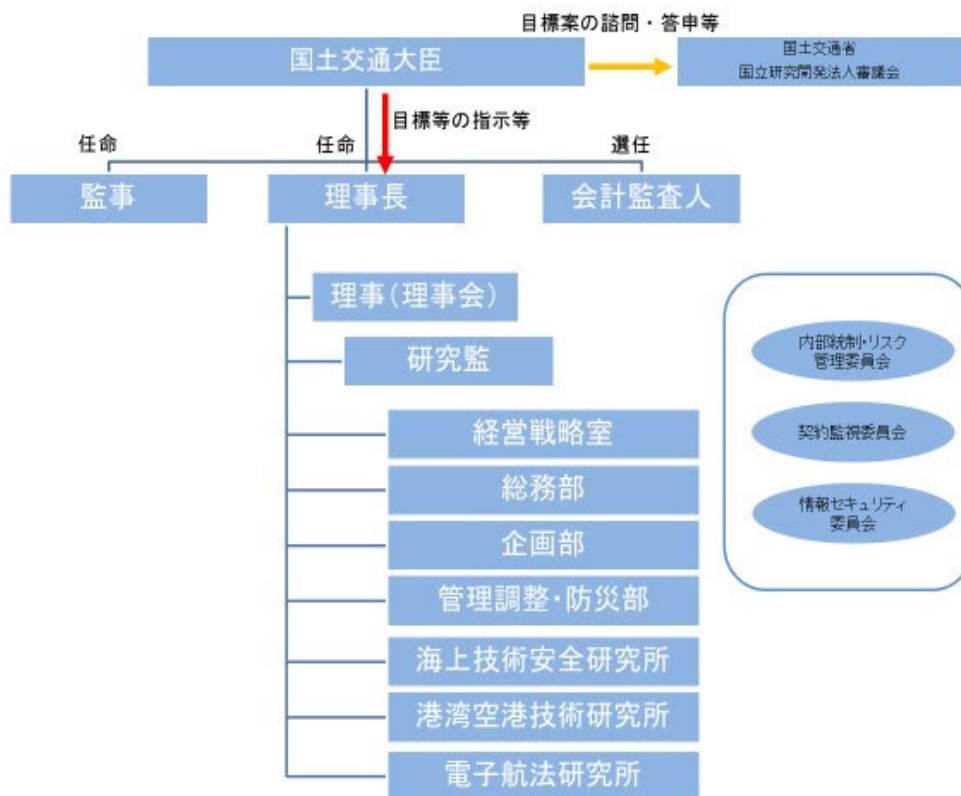 目標案の諮問・答申等
国土交通大臣
国土交通省
国立研究開発法人審議会
目標等の指示等
任命
任命
選任
監事
理事長
会計監査人
理事(理事会)
研究監
経営戦略室
総務部
企画部
管理調整・防災部
海上技術安全研究所
港湾空港技術研究所
電子航法研究所
内部統制・リスク
管理委員会
契約監視委員会
情報セキュリティ
委員会